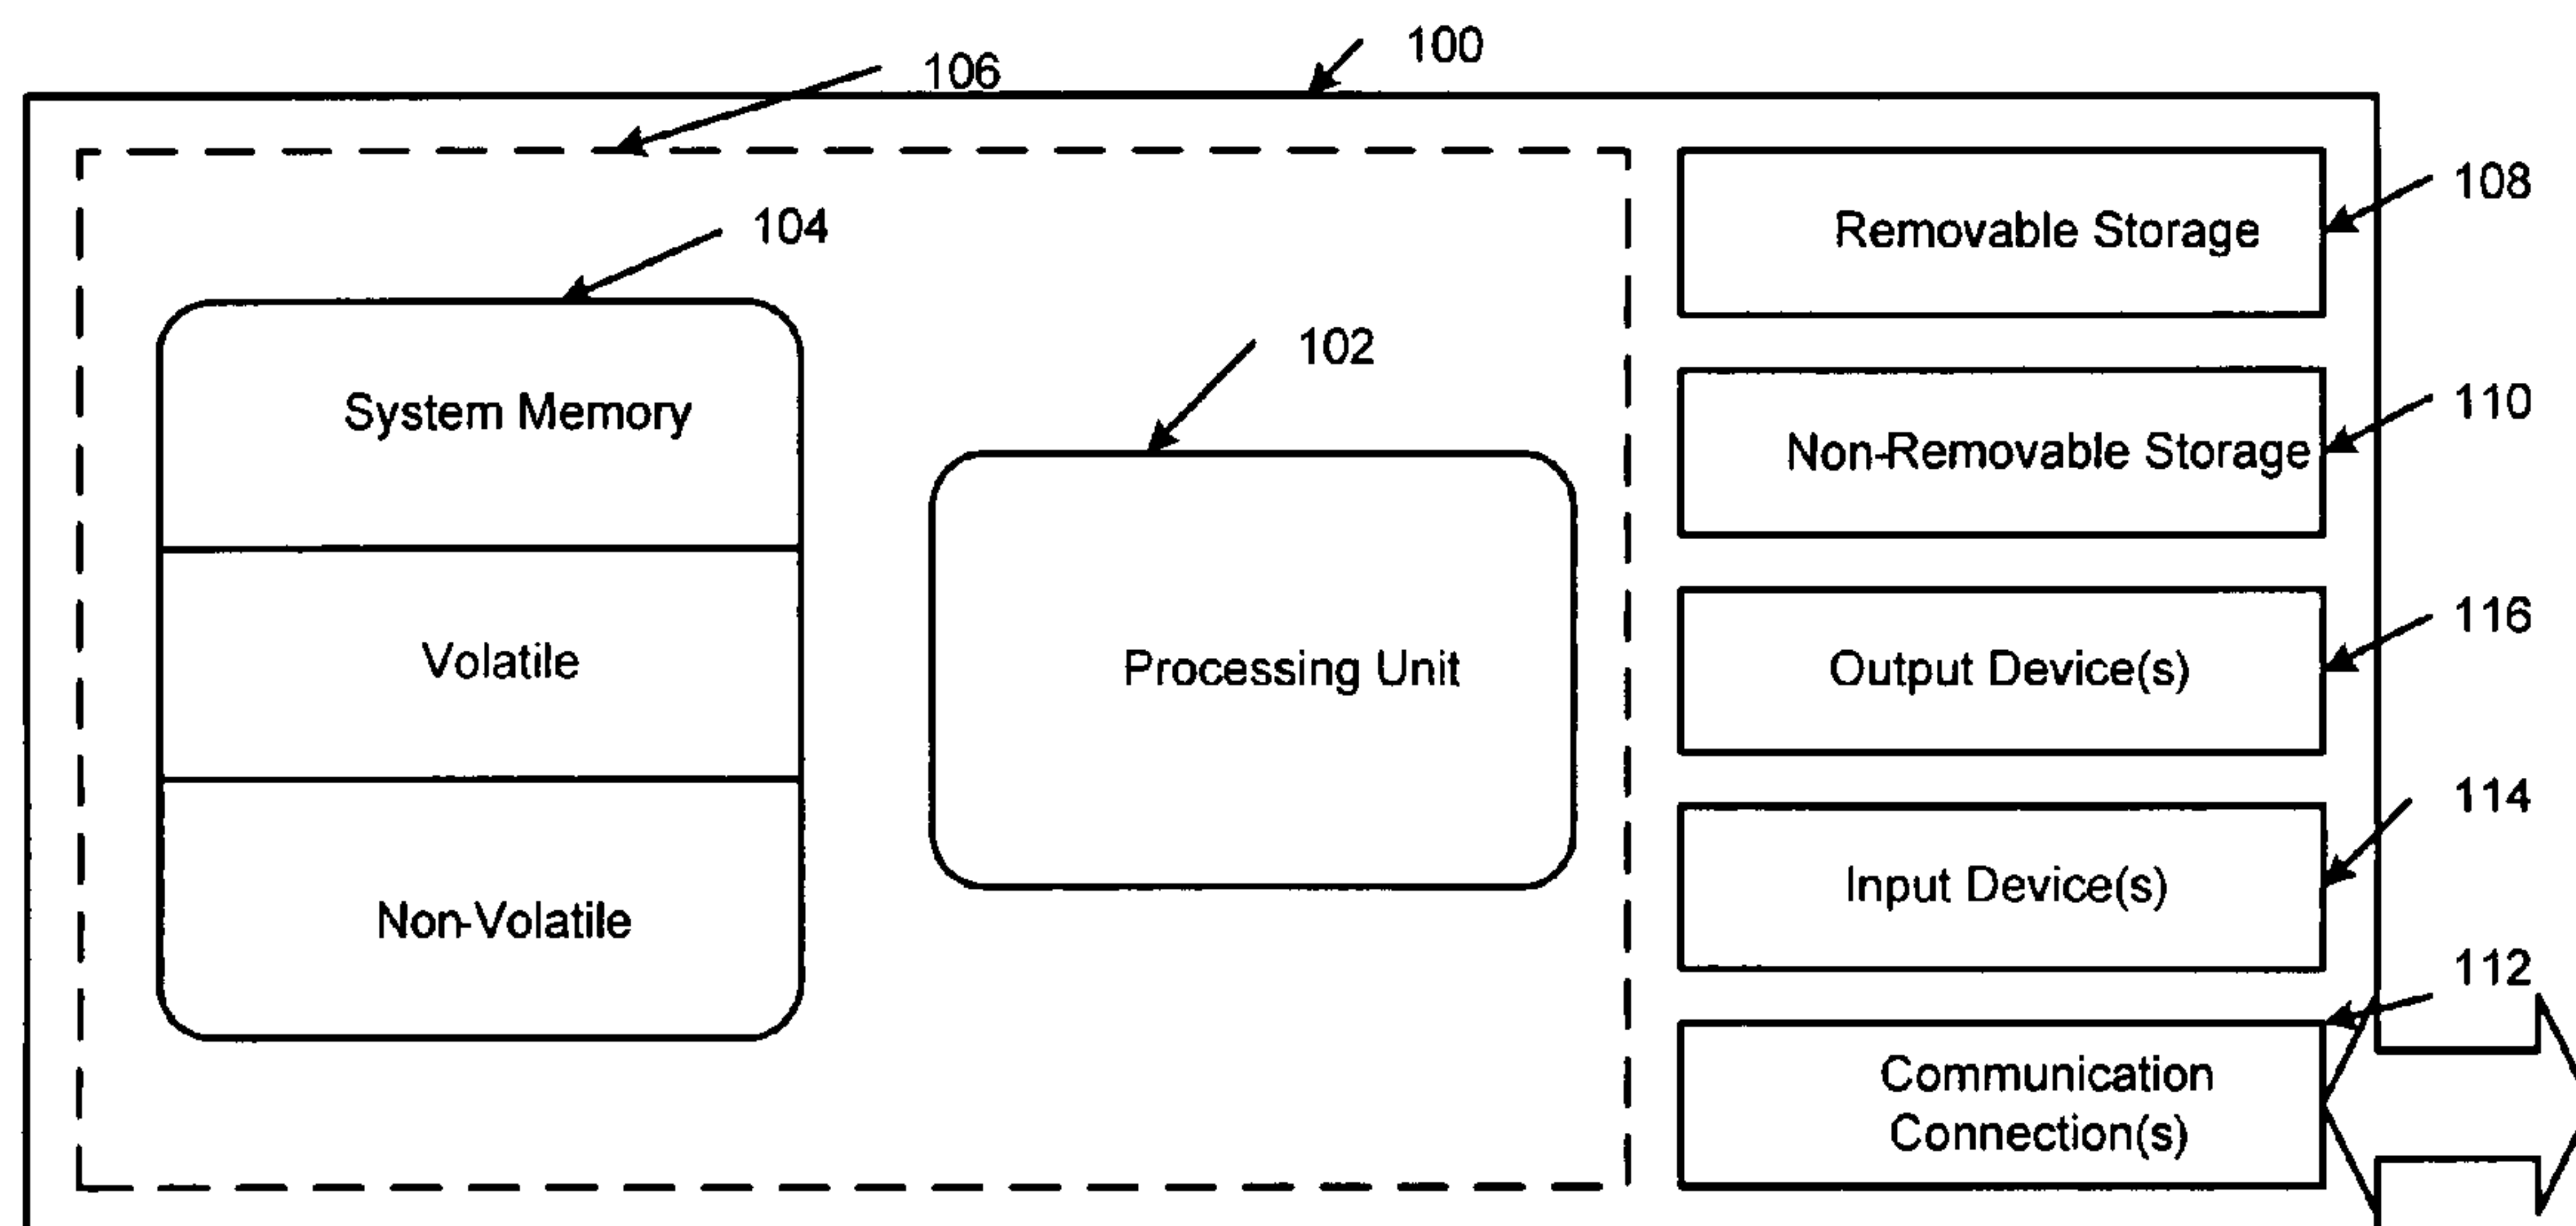 100
106
108
Removable Storage
104
102
110
System Memory
Non-Removable Storage
116
Volatile
Processing Unit
Output Device(s)
114
Input Device(s)
Non-Volatile
112
Communication
Connection(s)